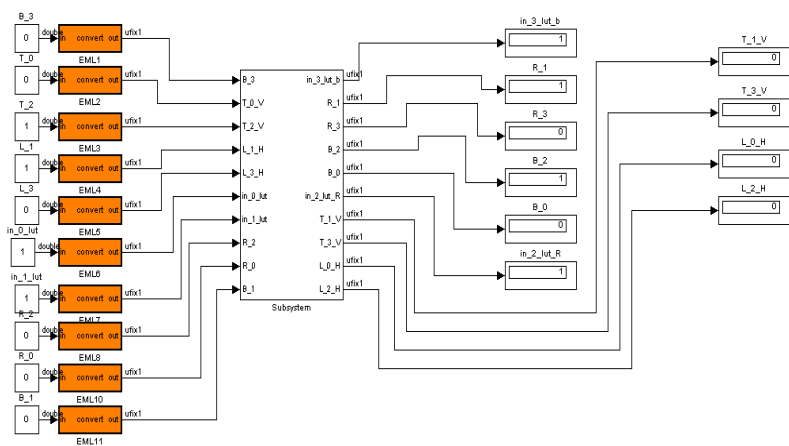 B_3
0
double
in convert out
ufix1
EML1
T_0
0
double
in convert out
ufix1
EML2
T_2
1
double
in convert out
ufix1
EML3
L_1
1
double
in convert out
ufix1
EML4
L_3
0
double
in convert out
ufix1
EML5
in_0_lut
1
double
in convert out
ufix1
EML6
in_1_lut
1
double
in convert out
ufix1
EML7
R_2
0
double
in convert out
ufix1
EML8
R_0
0
double
in convert out
ufix1
EML10
B_1
0
double
in convert out
ufix1
EML11
B_3
T_0_V
T_2_V
L_1_H
L_3_H
in_0_lut
in_1_lut
R_2
R_0
B_1
in_3_lut_b
R_1
R_3
B_2
B_0
in_2_lut_R
T_1_V
T_3_V
L_0_H
L_2_H
Subsystem
ufix1
ufix1
ufix1
ufix1
ufix1
ufix1
ufix1
ufix1
ufix1
ufix1
in_3_lut_b
1
R_1
1
R_3
0
B_2
1
B_0
0
in_2_lut_R
1
T_1_V
0
T_3_V
0
L_0_H
0
L_2_H
0